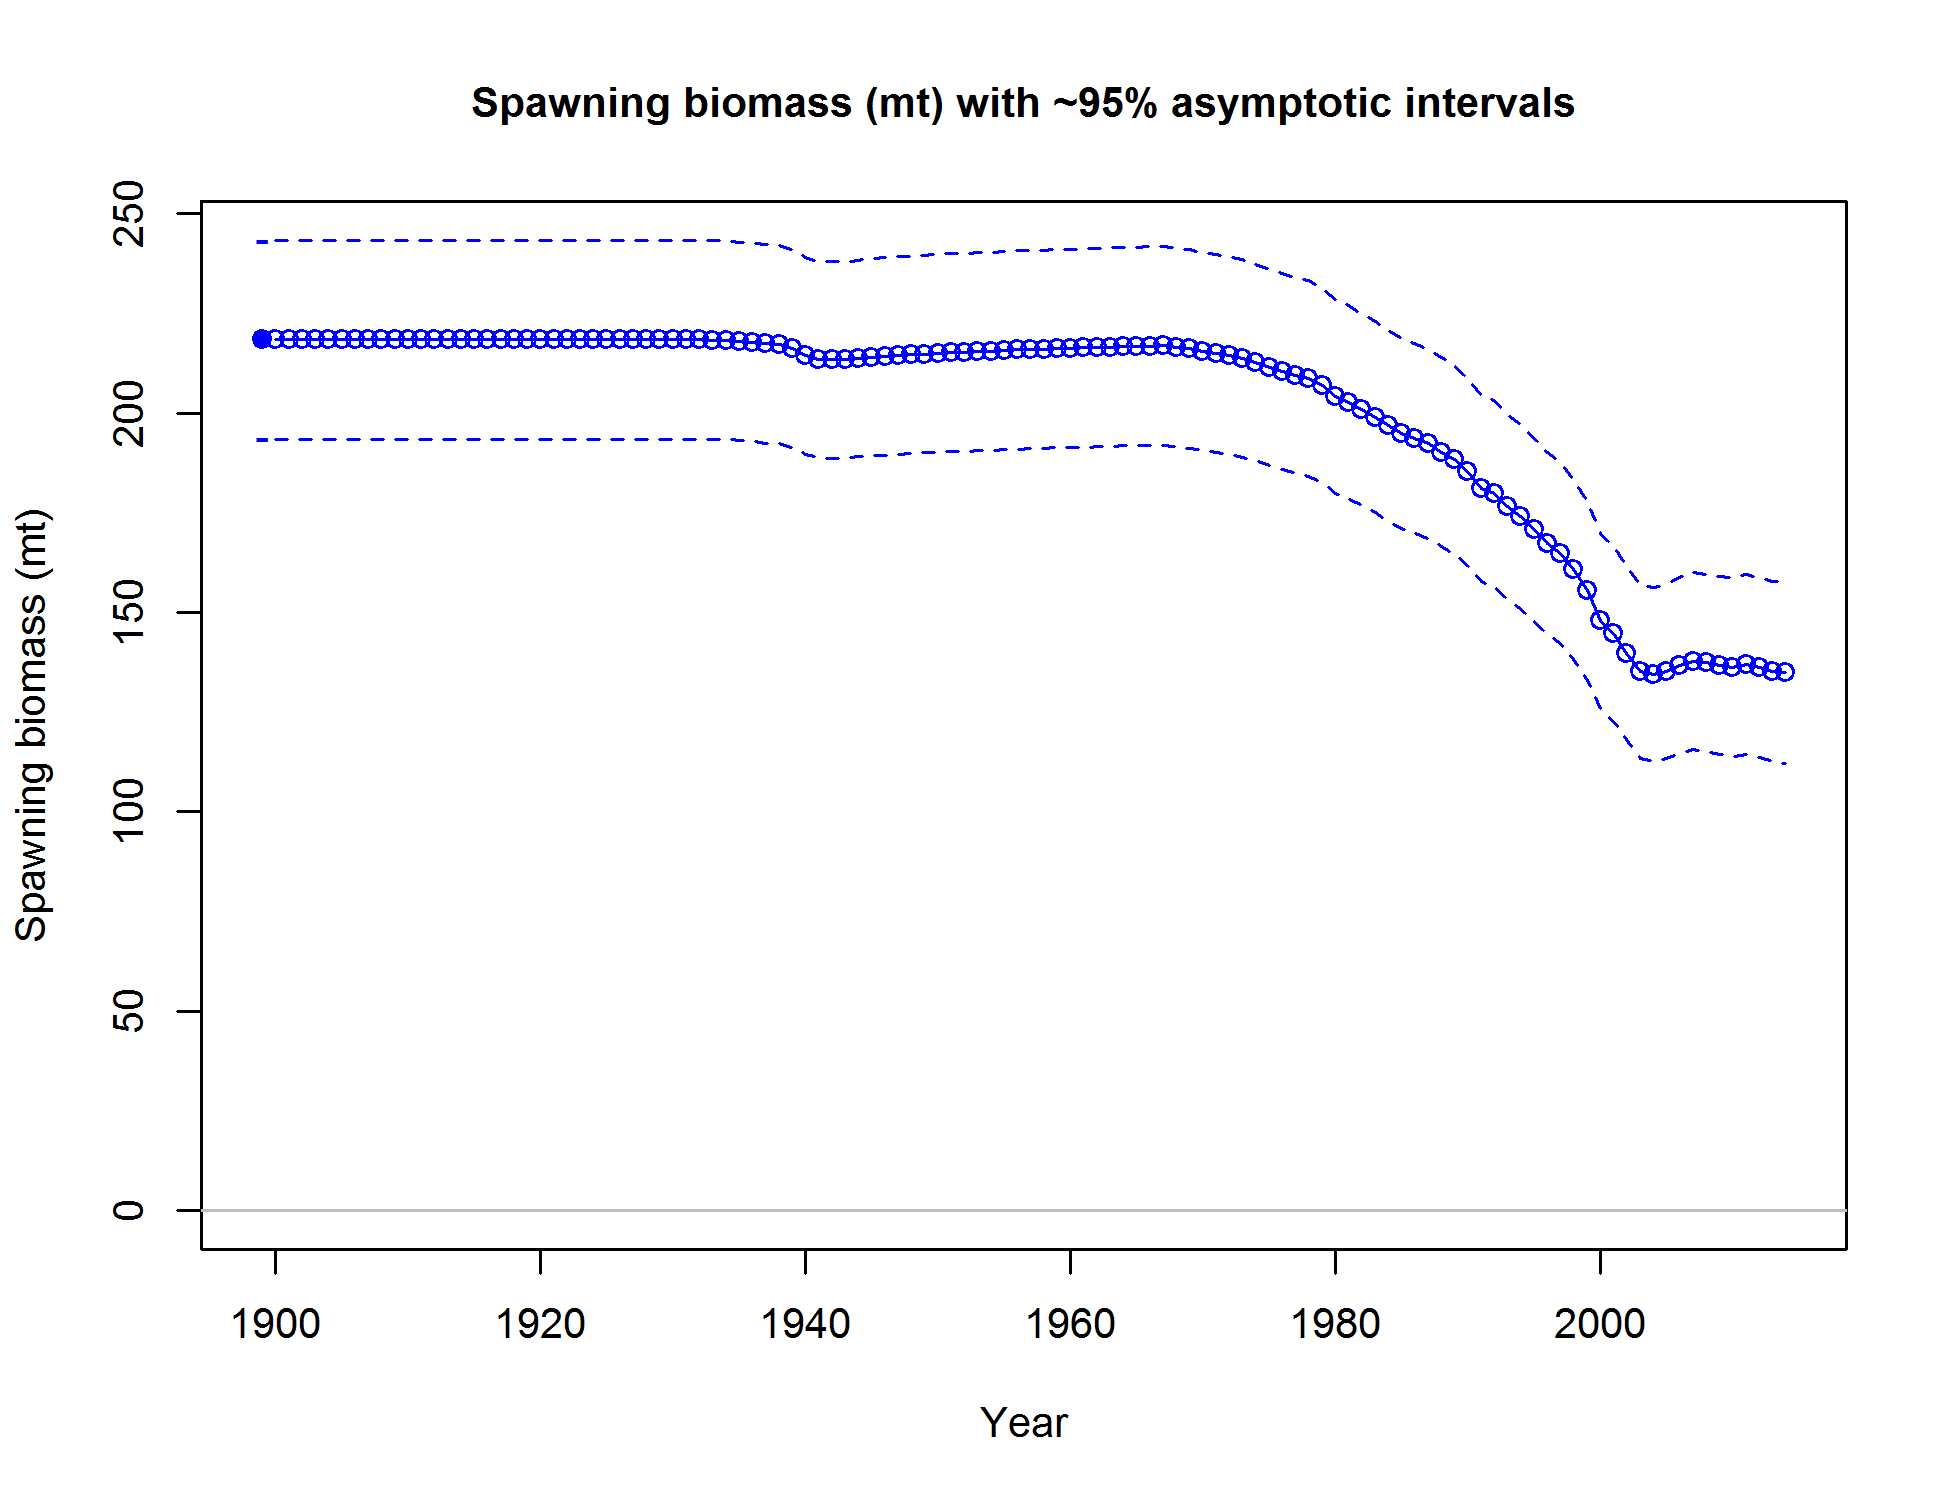 Spawning biomass (mt) with ~95% asymptotic intervals
Spawning biomass (mt)
250
200
150
100
50
0
1900 1920 1940 1960 1980 2000
Year